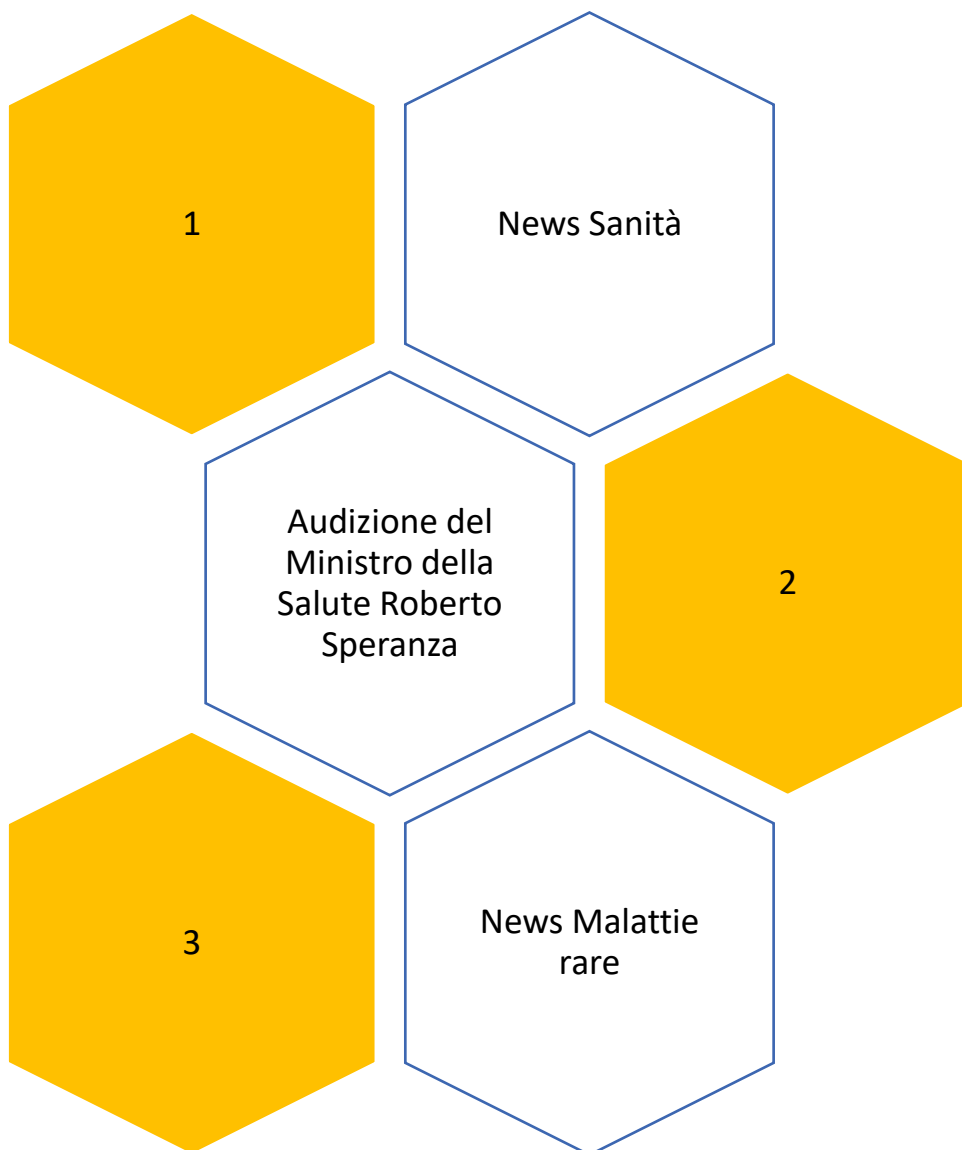 1
News Sanità
Audizione del
Ministro della
Salute Roberto
Speranza
2
3
News Malattie
rare